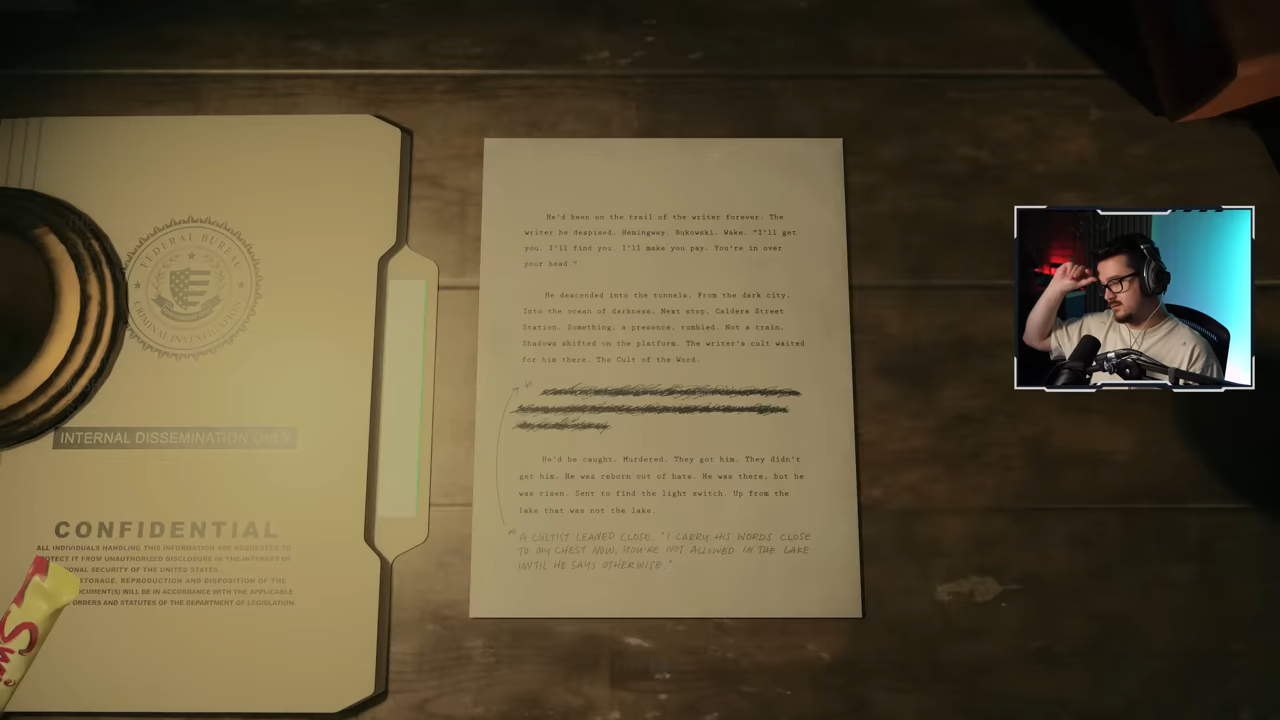 FEDERAL BUREAU
CRIMINAL INVESTIGATION
INTERNAL DISSEMINATION ONLY
CONFIDENTIAL
ALL INDIVIDUALS HANDLING THIS INFORMATION ARE REQUESTED TO
PROTECT IT FROM UNAUTHORIZED DISCLOSURE IN THE INTEREST OF
ONAL SECURITY OF THE UNITED STATES.
STORAGE, REPRODUCTION AND DISPOSITION OF THE
OCUMENT(S) WILL BE IN ACCORDANCE WITH THE APPLICABLE
ORDERS AND STATUTES OF THE DEPARTMENT OF LEGISLATION.
He'd been on the trail of the writer forever. The
writer he despised. Hemingway. Bukowski. Wake. "I'll get
you. I'll find you. I'll make you pay. You're in over
your head."
He descended into the tunnels. From the dark city.
Into the ocean of darkness. Next stop, Caldera Street
Station. Something, a presence, rumbled. Not a train.
Shadows shifted on the platform. The writer's cult waited
for him there. The Cult of the Word.
He'd be caught. Murdered. They got him. They didn't
get him. He was reborn out of hate. He was there, but he
was risen. Sent to find the light switch. Up from the
lake that was not the lake.
A CULTIST LEANED CLOSE. "I CARRY HIS WORDS CLOSE
TO MY CHEST NOW, YOU'RE NOT ALLOWED IN THE LAKE
UNTIL HE SAYS OTHERWISE."